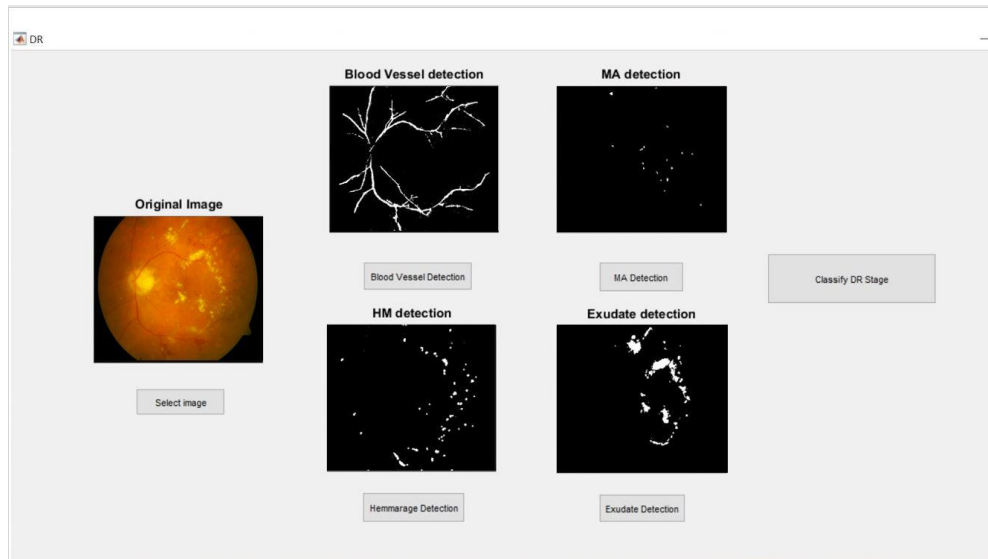 DR
Blood Vessel detection
MA detection
Original Image
Blood Vessel Detection
MA Detection
Classify DR Stage
HM detection
Exudate detection
Select image
Hemmarage Detection
Exudate Detection